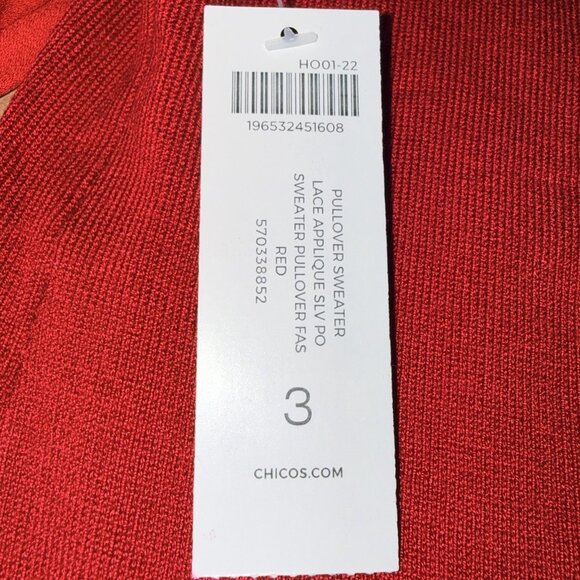 HO01-22
196532451608
PULLOVER SWEATER
LACE APPLIQUE SLV PO
SWEATER PULLOVER FAS
RED
570338852
3
CHICOS.COM